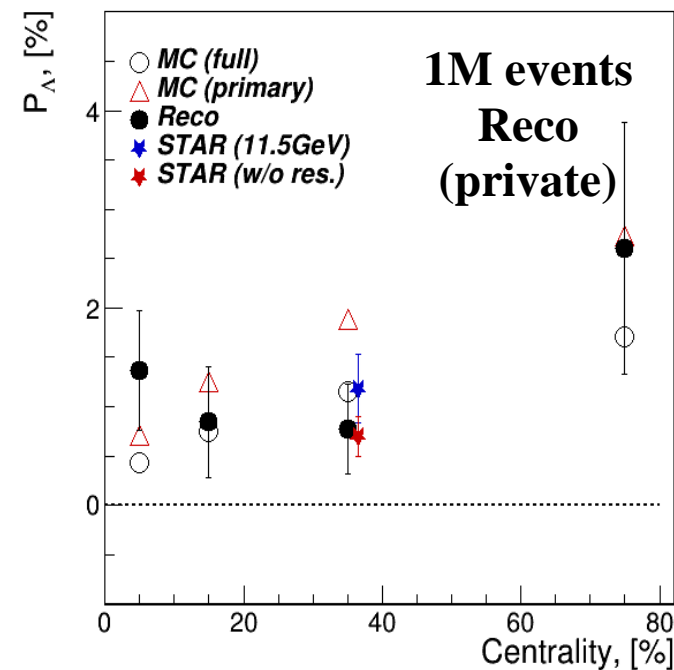 P_Λ, [%]
MC (full)
MC (primary)
Reco
STAR (11.5GeV)
STAR (w/o res.)
1M events
Reco
(private)
4
2
0
0 20 40 60 80
Centrality, [%]